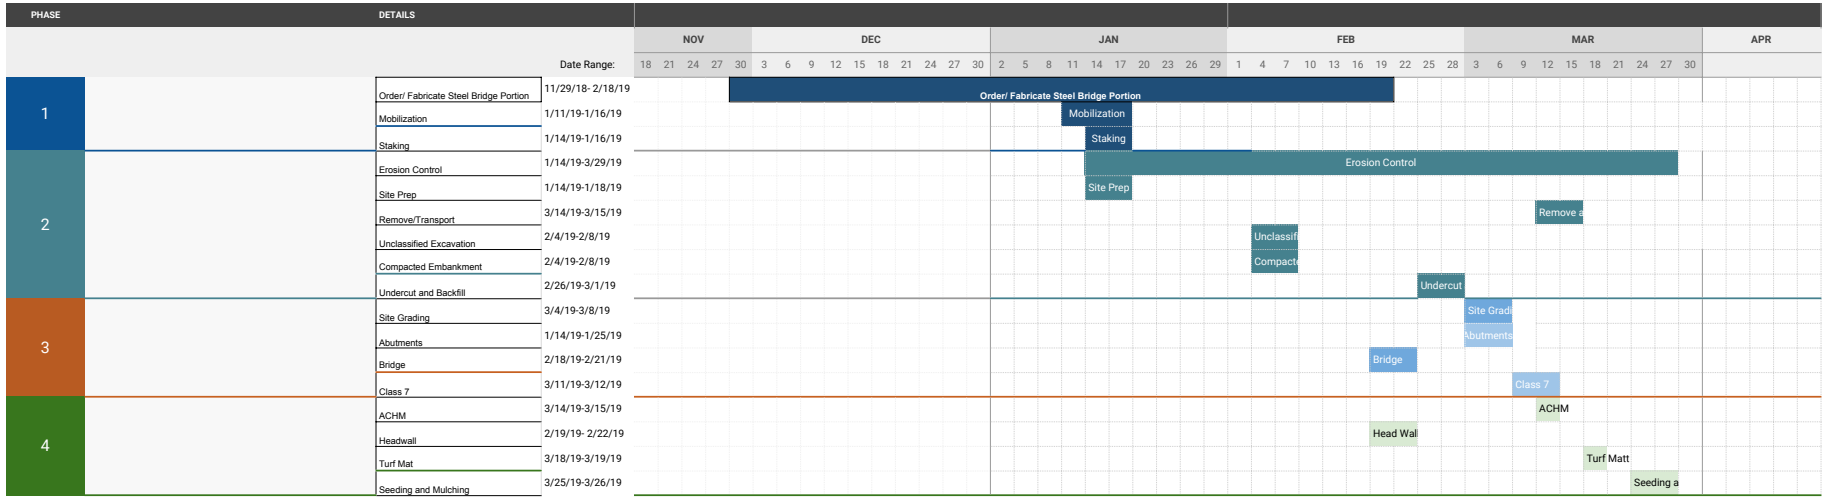 PHASE DETAILS
NOV DEC JAN FEB MAR APR
Date Range: 18 21 24 27 30 3 6 9 12 15 18 21 24 27 30 2 5 8 11 14 17 20 23 26 29 1 4 7 10 13 16 19 22 25 28 3 6 9 12 15 18 21 24 27 30
1
Order/ Fabricate Steel Bridge Portion 11/29/18- 2/18/19 Order/ Fabricate Steel Bridge Portion
Mobilization 1/11/19-1/16/19 Mobilization
Staking 1/14/19-1/16/19 Staking
2
Erosion Control 1/14/19-3/29/19 Erosion Control
Site Prep 1/14/19-1/18/19 Site Prep
Remove/Transport 3/14/19-3/15/19 Remove a
Unclassified Excavation 2/4/19-2/8/19 Unclassifi
Compacted Embankment 2/4/19-2/8/19 Compacte
Undercut and Backfill 2/26/19-3/1/19 Undercut
3
Site Grading 3/4/19-3/8/19 Site Gradi
Abutments 1/14/19-1/25/19 Abutments
Bridge 2/18/19-2/21/19 Bridge
Class 7 3/11/19-3/12/19 Class 7
4
ACHM 3/14/19-3/15/19 ACHM
Headwall 2/19/19- 2/22/19 Head Wall
Turf Mat 3/18/19-3/19/19 Turf Matt
Seeding and Mulching 3/25/19-3/26/19 Seeding a